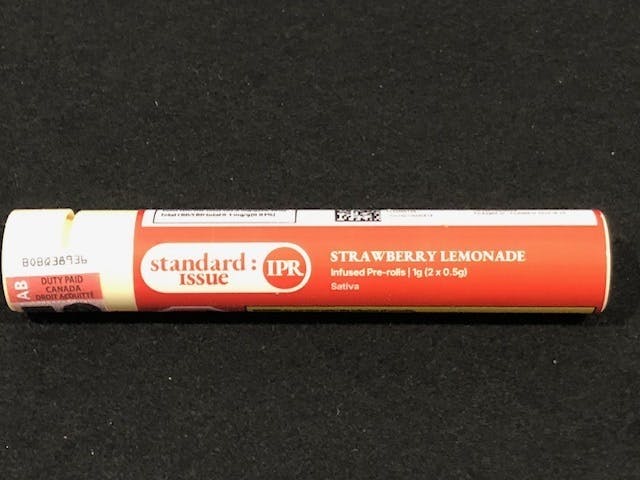 standard :
issue
IPR
STRAWBERRY LEMONADE
Infused Pre-rolls | 1g (2 x 0.5g)
Sativa
BOBQ36936
AB
DUTY PAID
CANADA
DROIT ACQUITTÉ